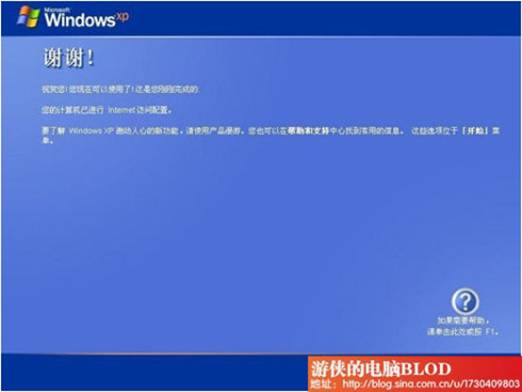 Microsoft
Windows xp
谢谢！
祝贺您!您现在可以使用了!这是您刚刚完成的:
您的计算机已进行 Internet 访问配置。
要了解 Windows XP 激动人心的新功能，请使用产品漫游。您也可以在帮助和支持中心找到有用的信息。 这些选项位于「开始」菜
单。
如果需要帮助，
请单击此处或按 F1。
游侠的电脑BLOD
地址：http://blog.sina.com.cn/u/1730409803